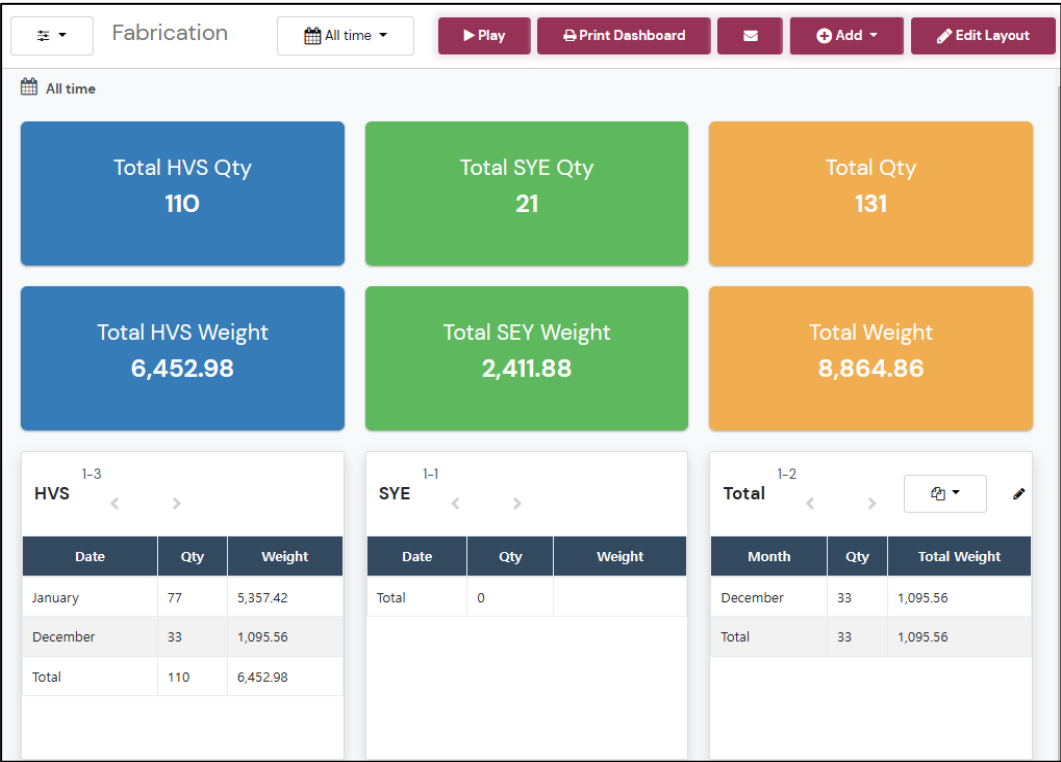 Fabrication
All time
Play
Print Dashboard
Add
Edit Layout
All time
Total HVS Qty
110
Total SYE Qty
21
Total Qty
131
Total HVS Weight
6,452.98
Total SEY Weight
2,411.88
Total Weight
8,864.86
HVS 1-3
Date Qty Weight
January 77 5,357.42
December 33 1,095.56
Total 110 6,452.98
SYE 1-1
Date Qty Weight
Total 0
Total 1-2
Month Qty Total Weight
December 33 1,095.56
Total 33 1,095.56